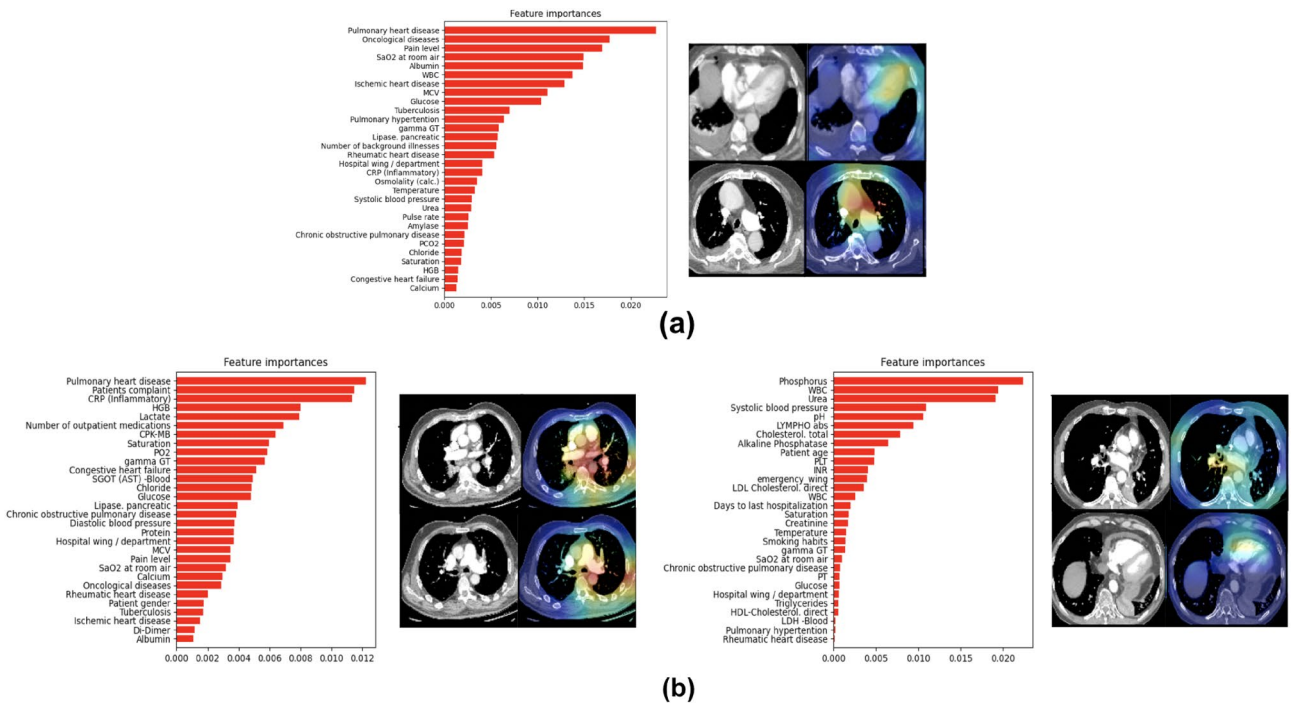 Feature importances
Pulmonary heart disease
Oncological diseases
Pain level
SaO2 at room air
Albumin
WBC
Ischemic heart disease
MCV
Glucose
Tuberculosis
Pulmonary hypertention
gamma GT
Lipase. pancreatic
Number of background illnesses
Rheumatic heart disease
Hospital wing / department
CRP (Inflammatory)
Osmolality (calc.)
Temperature
Systolic blood pressure
Urea
Pulse rate
Amylase
Chronic obstructive pulmonary disease
PCO2
Chloride
Saturation
HGB
Congestive heart failure
Calcium
0.000 0.005 0.010 0.015 0.020
(a)
Feature importances
Pulmonary heart disease
Patients complaint
CRP (Inflammatory)
HGB
Lactate
Number of outpatient medications
CPK-MB
Saturation
PO2
gamma GT
Congestive heart failure
SGOT (AST) -Blood
Chloride
Glucose
Lipase. pancreatic
Chronic obstructive pulmonary disease
Diastolic blood pressure
Protein
Hospital wing / department
MCV
Pain level
SaO2 at room air
Calcium
Oncological diseases
Rheumatic heart disease
Patient gender
Tuberculosis
Ischemic heart disease
Di-Dimer
Albumin
0.000 0.002 0.004 0.006 0.008 0.010 0.012
Feature importances
Phosphorus
WBC
Urea
Systolic blood pressure
pH
LYMPHO abs
Cholesterol. total
Alkaline Phosphatase
Patient age
PLT
INR
emergency_wing
LDL Cholesterol. direct
WBC
Days to last hospitalization
Saturation
Creatinine
Temperature
Smoking habits
gamma GT
SaO2 at room air
Chronic obstructive pulmonary disease
PT
Glucose
Hospital wing / department
Triglycerides
HDL-Cholesterol. direct
LDH -Blood
Pulmonary hypertention
Rheumatic heart disease
0.000 0.005 0.010 0.015 0.020
(b)